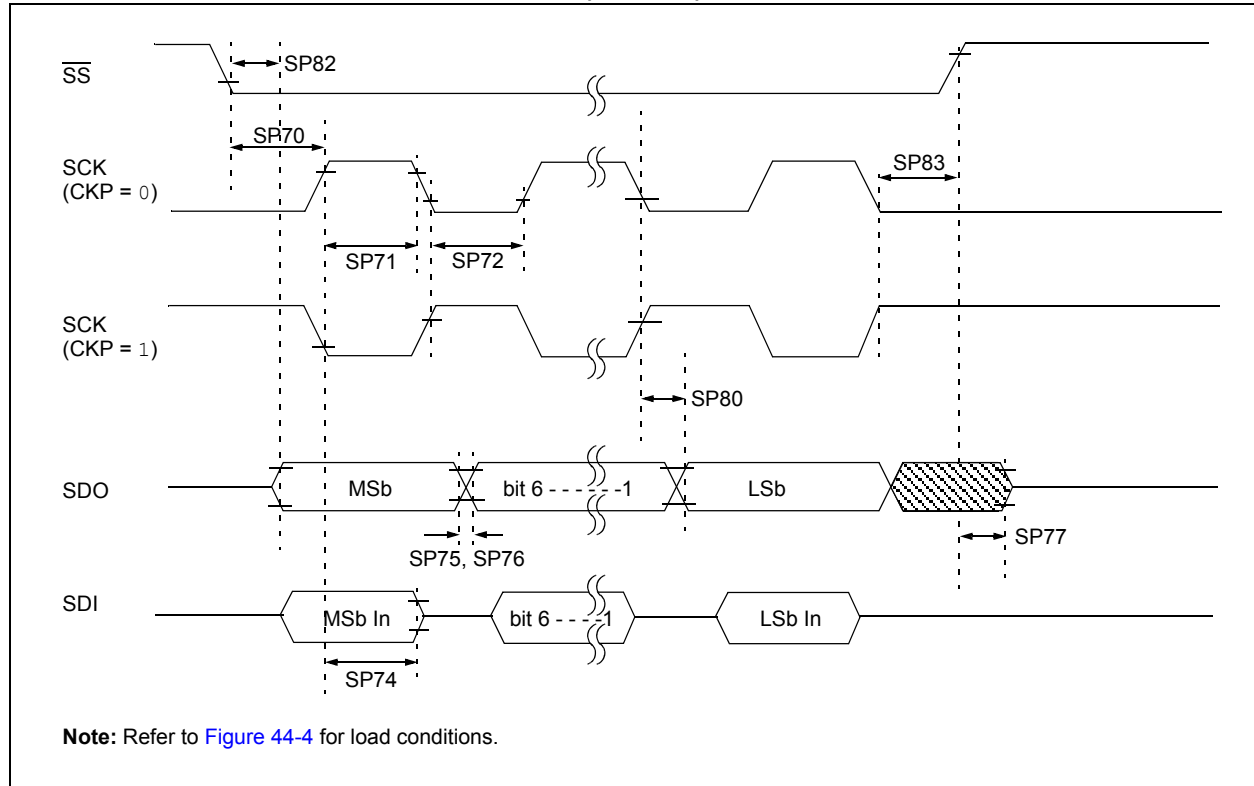 SS
SP82
SP70
SCK
(CKP = 0)
SP83
SP71
SP72
SCK
(CKP = 1)
SP80
SDO
MSb
bit 6 - - - - - -1
LSb
SP75, SP76
SP77
SDI
MSb In
bit 6 - - - -1
LSb In
SP74
Note: Refer to Figure 44-4 for load conditions.